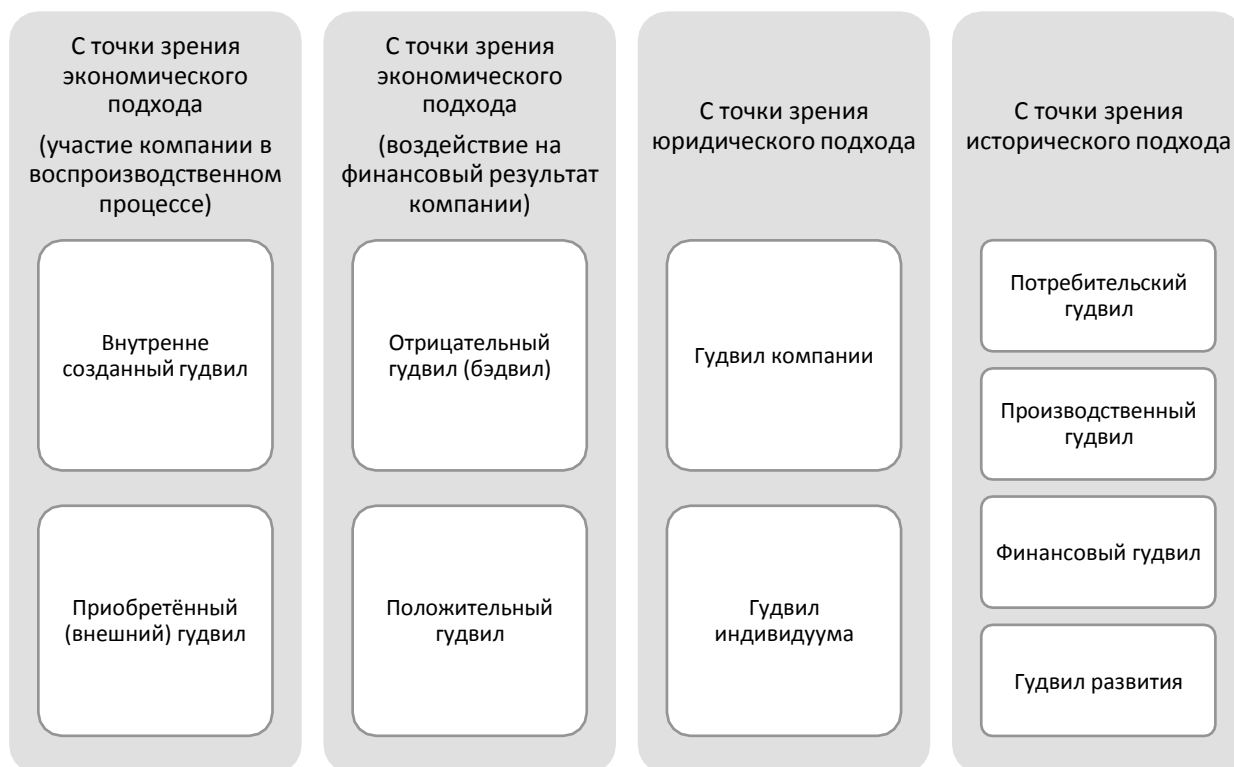 С точки зрения
экономического
подхода
(участие компании в
воспроизводственном
процессе)
Внутренне
созданный гудвил
Приобретённый
(внешний) гудвил
С точки зрения
экономического
подхода
(воздействие на
финансовый результат
компании)
Отрицательный
гудвил (бэдвил)
Положительный
гудвил
С точки зрения
юридического подхода
Гудвил компании
Гудвил
индивидуума
С точки зрения
исторического подхода
Потребительский
гудвил
Производственный
гудвил
Финансовый гудвил
Гудвил развития